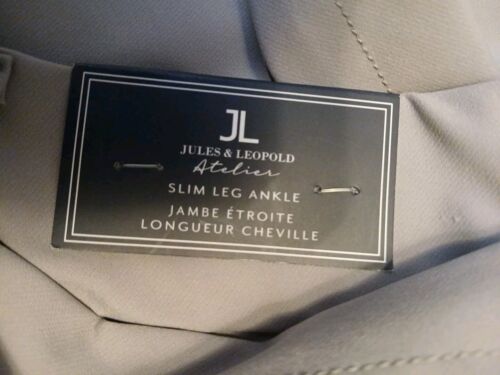 JL
JULES & LEOPOLD
Atelier
SLIM LEG ANKLE
JAMBE ÉTROITE
LONGUEUR CHEVILLE